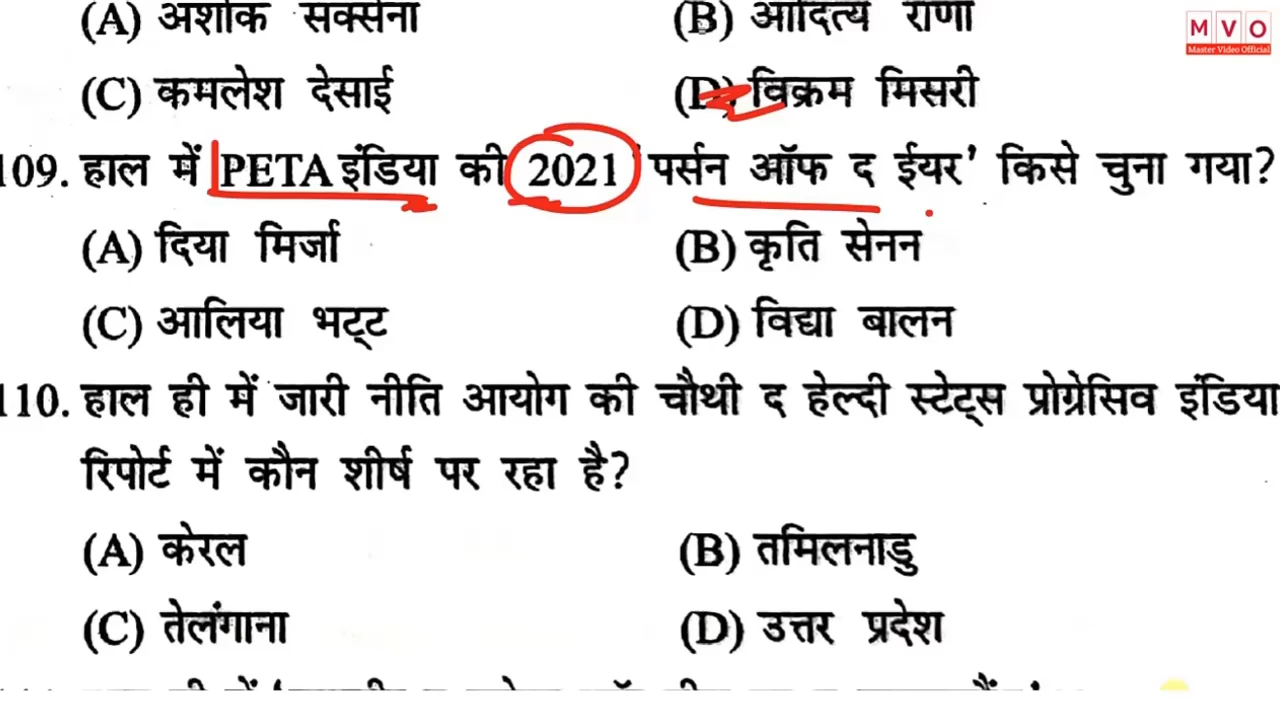 (A) अशोक सक्सेना (B) आदित्य राणा
MVO
Master Video Official
(C) कमलेश देसाई (D) विक्रम मिसरी
109. हाल में PETA इंडिया की 2021 'पर्सन ऑफ द ईयर' किसे चुना गया?
(A) दिया मिर्जा (B) कृति सेनन
(C) आलिया भट्ट (D) विद्या बालन
110. हाल ही में जारी नीति आयोग की चौथी द हेल्दी स्टेट्स प्रोग्रेसिव इंडिया
रिपोर्ट में कौन शीर्ष पर रहा है?
(A) केरल (B) तमिलनाडु
(C) तेलंगाना (D) उत्तर प्रदेश